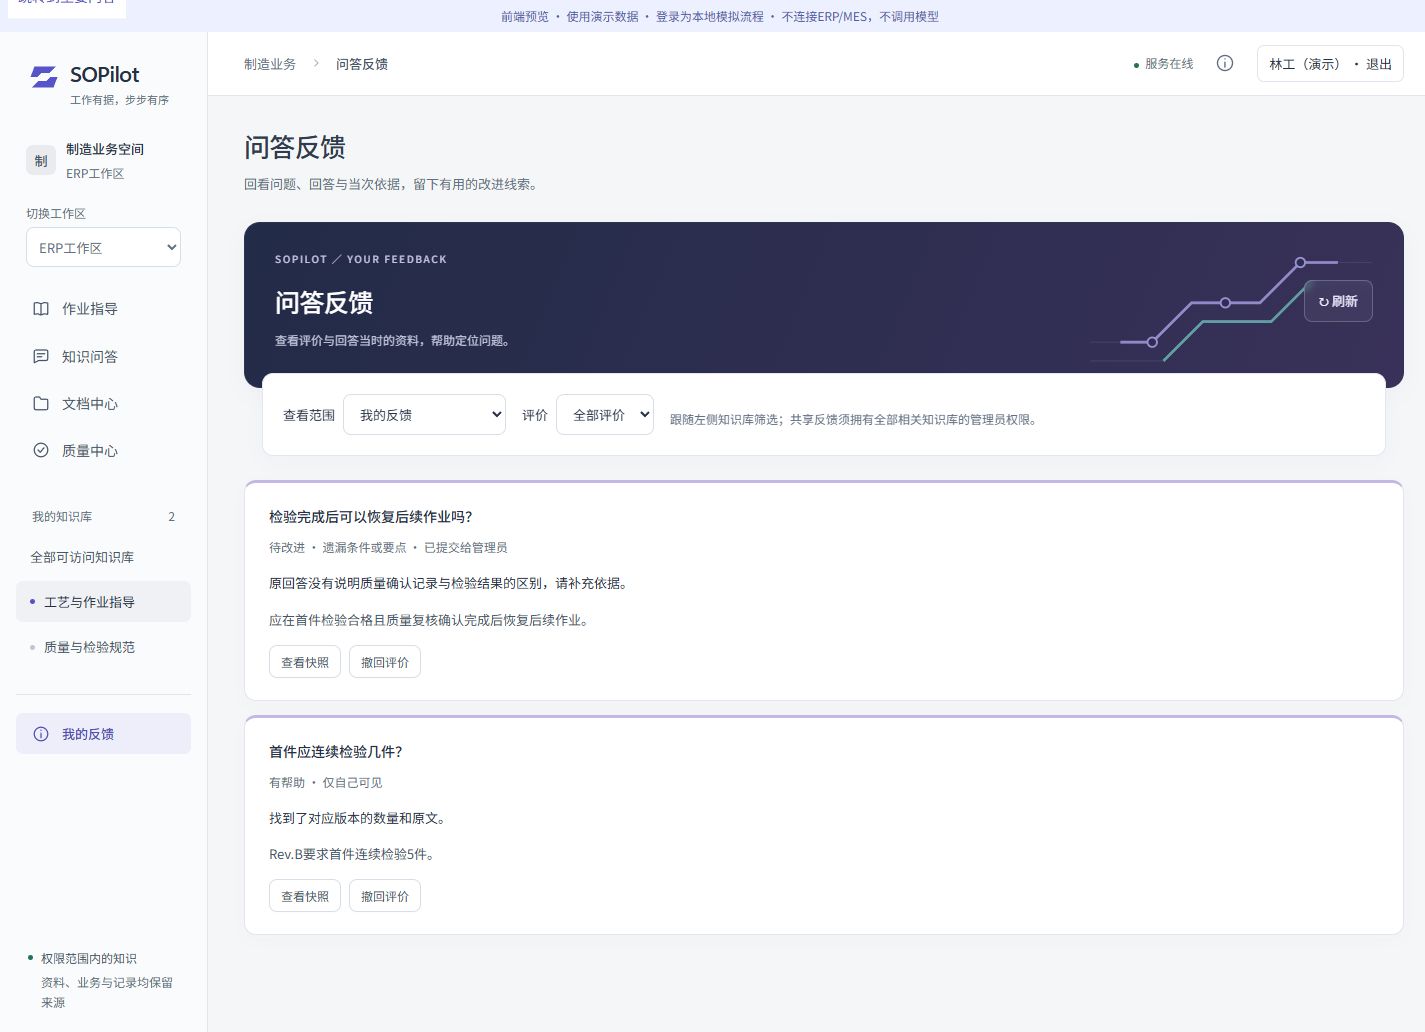 前端预览 · 使用演示数据 · 登录为本地模拟流程 · 不连接ERP/MES，不调用模型
SOPilot
工作有据，步步有序
制
制造业务空间
ERP工作区
切换工作区
ERP工作区
作业指导
知识问答
文档中心
质量中心
我的知识库 2
全部可访问知识库
工艺与作业指导
质量与检验规范
我的反馈
权限范围内的知识
资料、业务与记录均保留
来源
制造业务 > 问答反馈
服务在线
林工（演示） · 退出
问答反馈
回看问题、回答与当次依据，留下有用的改进线索。
SOPILOT ／ YOUR FEEDBACK
问答反馈
查看评价与回答当时的资料，帮助定位问题。
↻ 刷新
查看范围 我的反馈 评价 全部评价 跟随左侧知识库筛选；共享反馈须拥有全部相关知识库的管理员权限。
检验完成后可以恢复后续作业吗？
待改进 · 遗漏条件或要点 · 已提交给管理员
原回答没有说明质量确认记录与检验结果的区别，请补充依据。
应在首件检验合格且质量复核确认完成后恢复后续作业。
查看快照 撤回评价
首件应连续检验几件？
有帮助 · 仅自己可见
找到了对应版本的数量和原文。
Rev.B要求首件连续检验5件。
查看快照 撤回评价